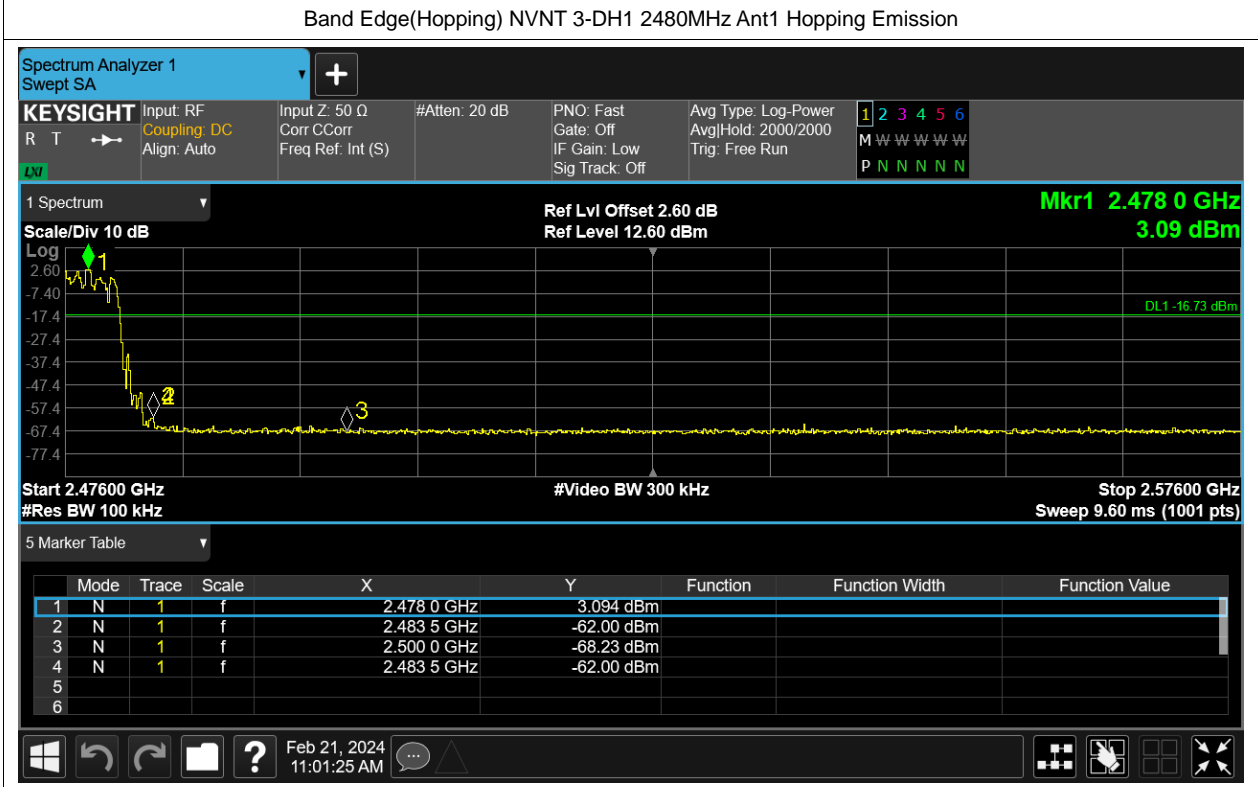 Band Edge(Hopping) NVNT 3-DH1 2480MHz Ant1 Hopping Emission
Spectrum Analyzer 1
Swept SA
KEYSIGHT
R T
LXI
Input: RF
Coupling: DC
Align: Auto
Input Z: 50 Ω
Corr CCorr
Freq Ref: Int (S)
#Atten: 20 dB
PNO: Fast
Gate: Off
IF Gain: Low
Sig Track: Off
Avg Type: Log-Power
Avg|Hold: 2000/2000
Trig: Free Run
1 2 3 4 5 6
M W W W W W
P N N N N N
1 Spectrum
Scale/Div 10 dB
Ref Lvl Offset 2.60 dB
Ref Level 12.60 dBm
Mkr1 2.478 0 GHz
3.09 dBm
Log
2.60
-7.40
-17.4
-27.4
-37.4
-47.4
-57.4
-67.4
-77.4
1
3
DL1 -16.73 dBm
Start 2.47600 GHz
#Res BW 100 kHz
#Video BW 300 kHz
Stop 2.57600 GHz
Sweep 9.60 ms (1001 pts)
5 Marker Table
Mode Trace Scale X Y Function Function Width Function Value
1 N 1 f 2.478 0 GHz 3.094 dBm
2 N 1 f 2.483 5 GHz -62.00 dBm
3 N 1 f 2.500 0 GHz -68.23 dBm
4 N 1 f 2.483 5 GHz -62.00 dBm
5
6
?
Feb 21, 2024
11:01:25 AM